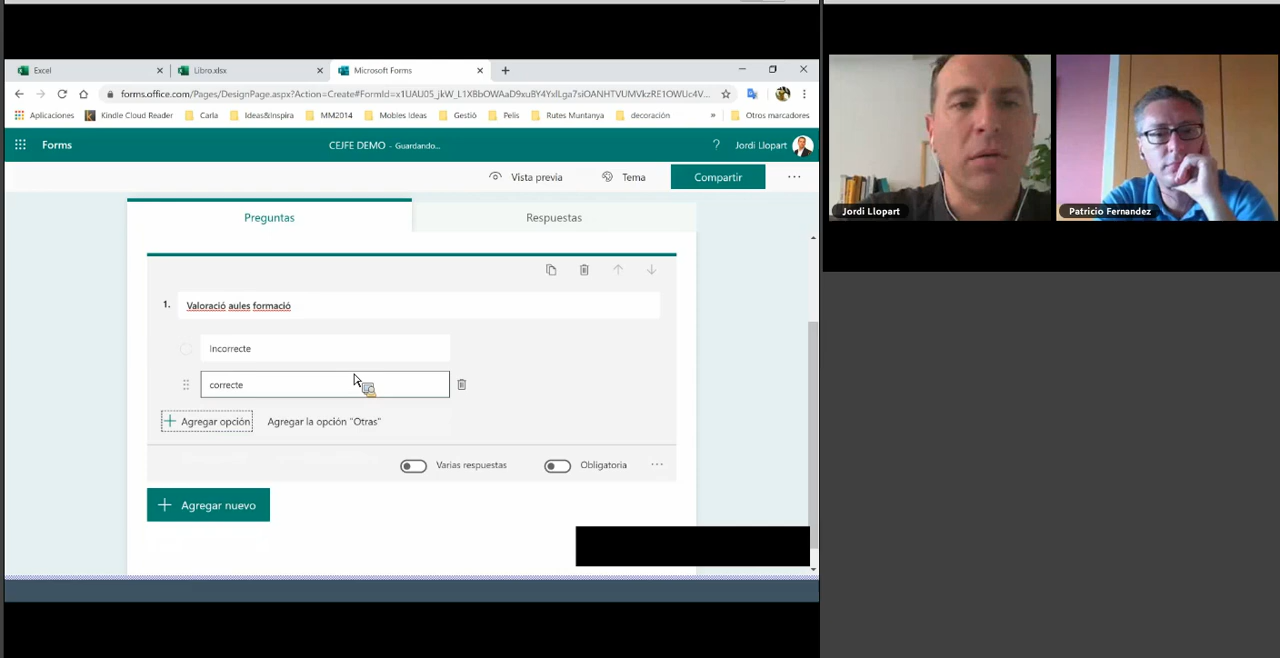 Excel
Libro.xlsx
Microsoft Forms
forms.office.com/Pages/DesignPage.aspx?Action=Create#FormId=
Aplicaciones
Kindle Cloud Reader
Carla
Ideas&Inspira
MM2014
Mobles Ideas
Gestió
Pelis
Rutes Muntanya
decoración
»
Otros marcadores
Forms
CEJFE DEMO - Guardando...
?
Jordi Llopart
Vista previa
Tema
Compartir
...
Preguntas
Respuestas
1.
Valoració aules formació
Incorrecte
correcte
+ Agregar opción
Agregar la opción "Otras"
Varias respuestas
Obligatoria
...
+ Agregar nuevo
Jordi Llopart
Patricio Fernandez